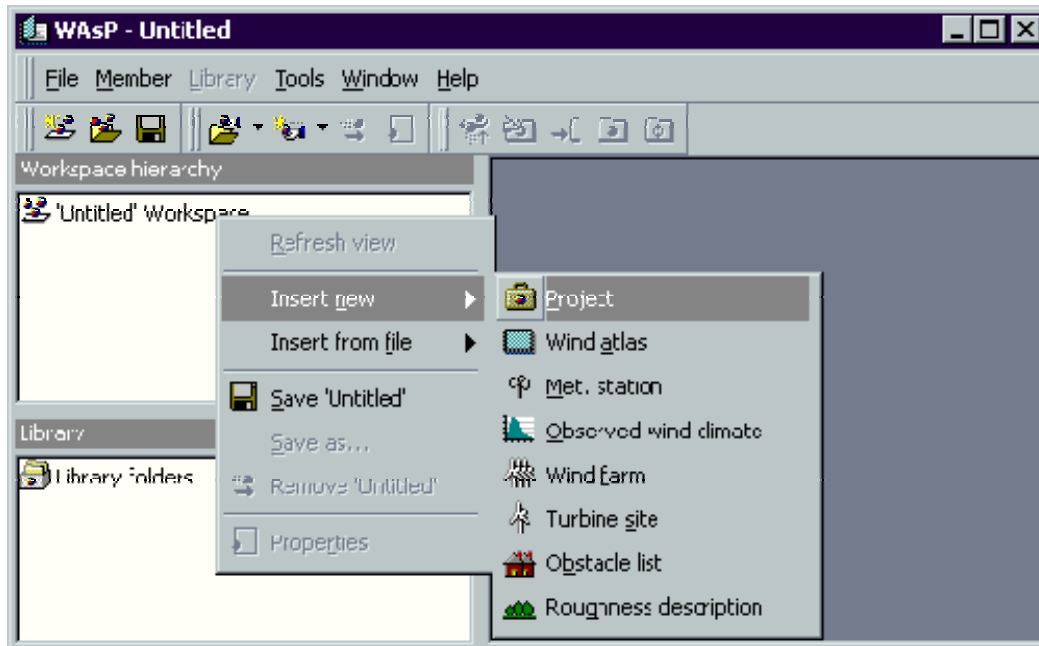 WAsP - Untitled
File Member Library Tools Window Help
Workspace hierarchy
'Untitled' Workspace
Refresh view
Insert new
Insert from file
Save 'Untitled'
Save as...
Remove 'Untitled'
Properties
Project
Wind atlas
Met. station
Observed wind climate
Wind farm
Turbine site
Obstacle list
Roughness description
Library
Library Folders